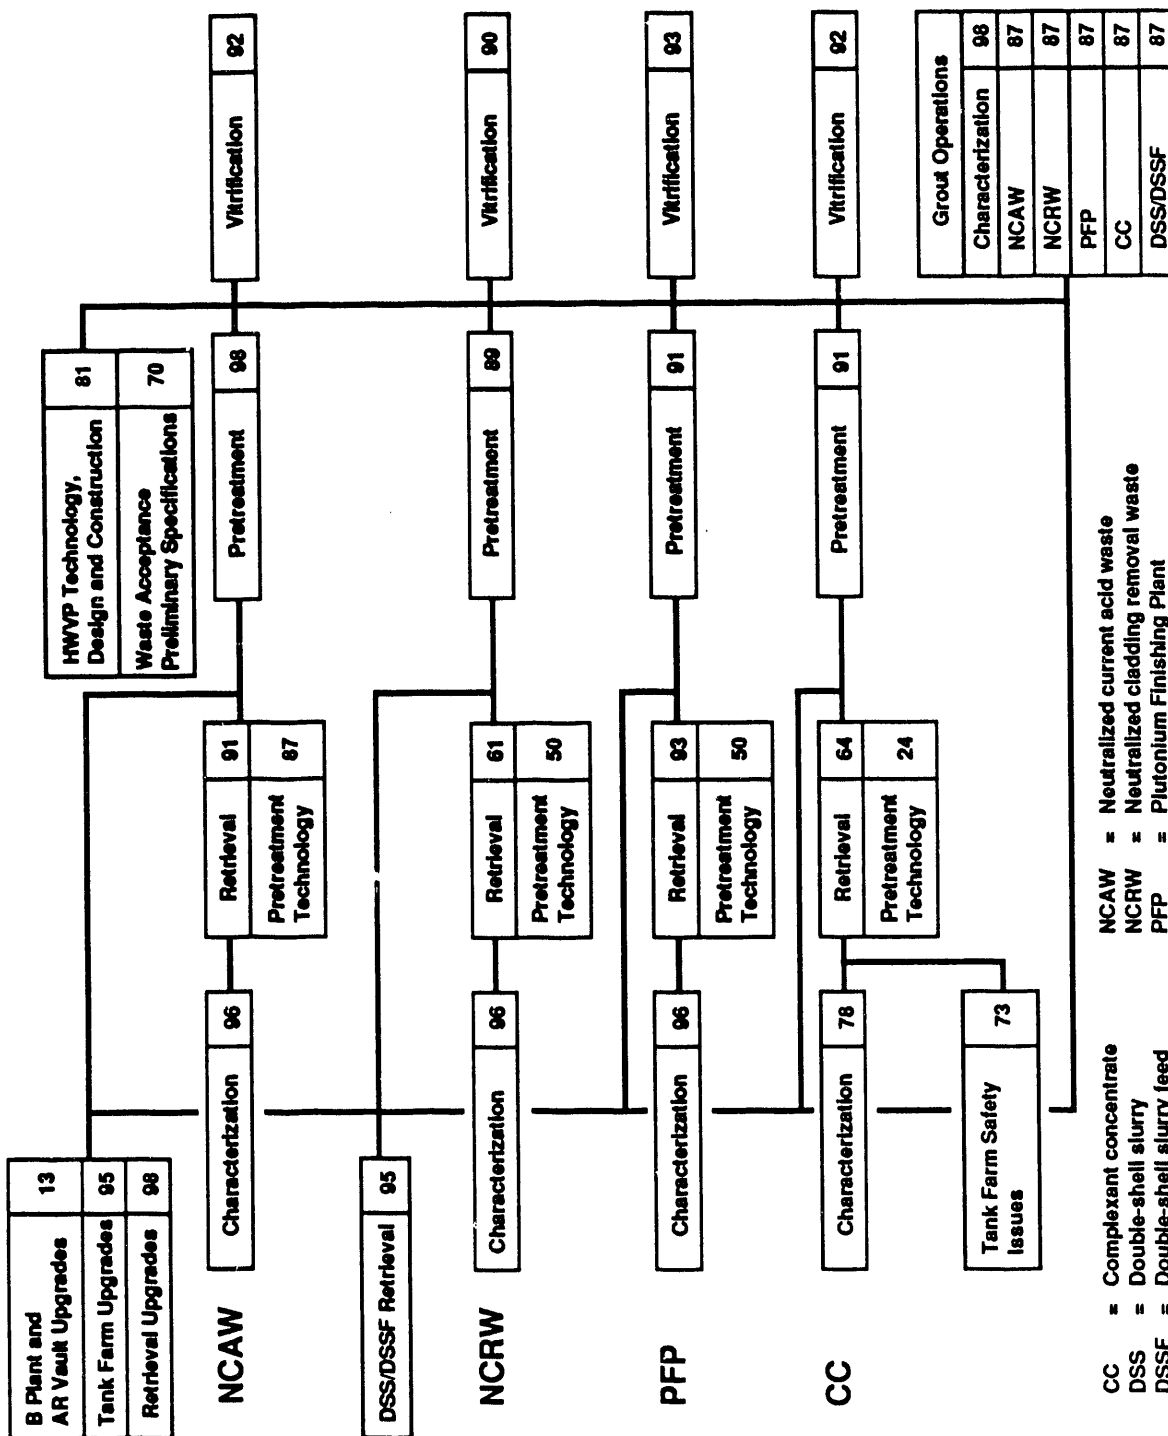 B Plant and
AR Vault Upgrades
13
Tank Farm Upgrades
95
Retrieval Upgrades
98
HWVP Technology,
Design and Construction
81
Waste Acceptance
Preliminary Specifications
70
NCAW
Characterization
96
Retrieval
91
Pretreatment
Technology
87
Pretreatment
98
Vitrification
92
DSS/DSSF Retrieval
95
NCRW
Characterization
96
Retrieval
61
Pretreatment
Technology
50
Pretreatment
89
Vitrification
90
PFP
Characterization
96
Retrieval
93
Pretreatment
Technology
50
Pretreatment
91
Vitrification
93
CC
Characterization
78
Retrieval
64
Pretreatment
Technology
24
Pretreatment
91
Vitrification
92
Tank Farm Safety
Issues
73
Grout Operations
Characterization 98
NCAW 87
NCRW 87
PFP 87
CC 87
DSS/DSSF 87
CC = Complexant concentrate
DSS = Double-shell slurry
DSSF = Double-shell slurry feed
NCAW = Neutralized current acid waste
NCRW = Neutralized cladding removal waste
PFP = Plutonium Finishing Plant